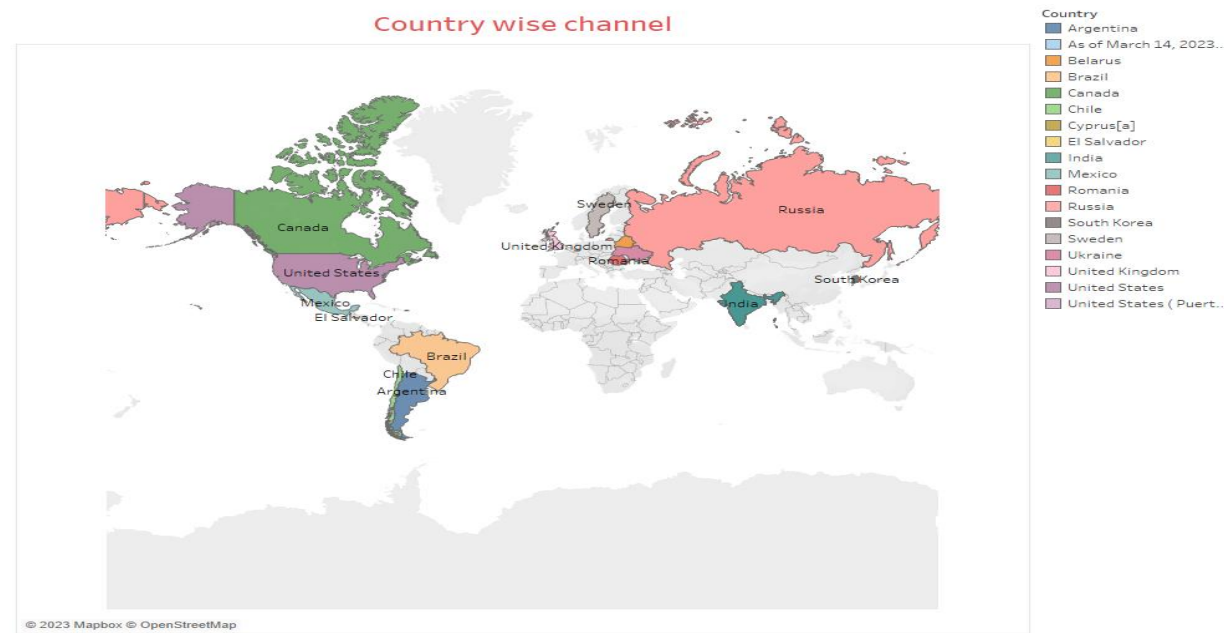 Country wise channel
Country
Argentina
As of March 14, 2023..
Belarus
Brazil
Canada
Chile
Cyprus[a]
El Salvador
India
Mexico
Romania
Russia
South Korea
Sweden
Ukraine
United Kingdom
United States
United States ( Puert..
Sweden
Russia
Canada
United Kingdom
Romania
United States
South Korea
Mexico
India
El Salvador
Brazil
Chile
Argentina
© 2023 Mapbox © OpenStreetMap